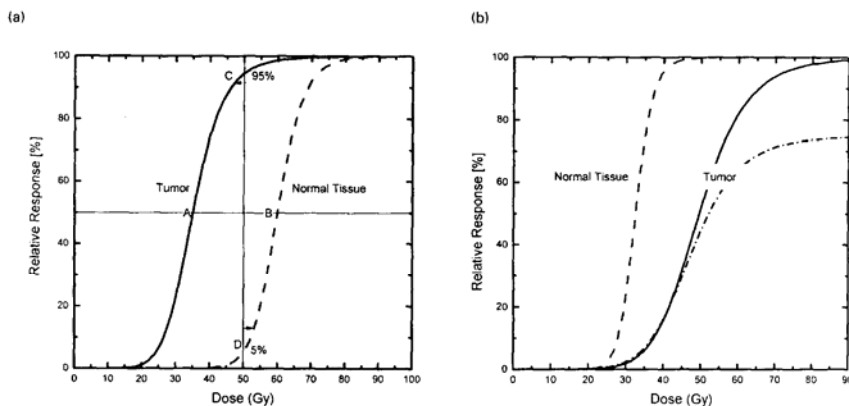 (a)
Relative Response [%]
100
80
60
40
20
0
C
95%
Tumor
Normal Tissue
A
B
D
5%
0 10 20 30 40 50 60 70 80 90 100
Dose (Gy)
(b)
Relative Response [%]
100
80
60
40
20
0
Normal Tissue
Tumor
0 10 20 30 40 50 60 70 80 90
Dose (Gy)